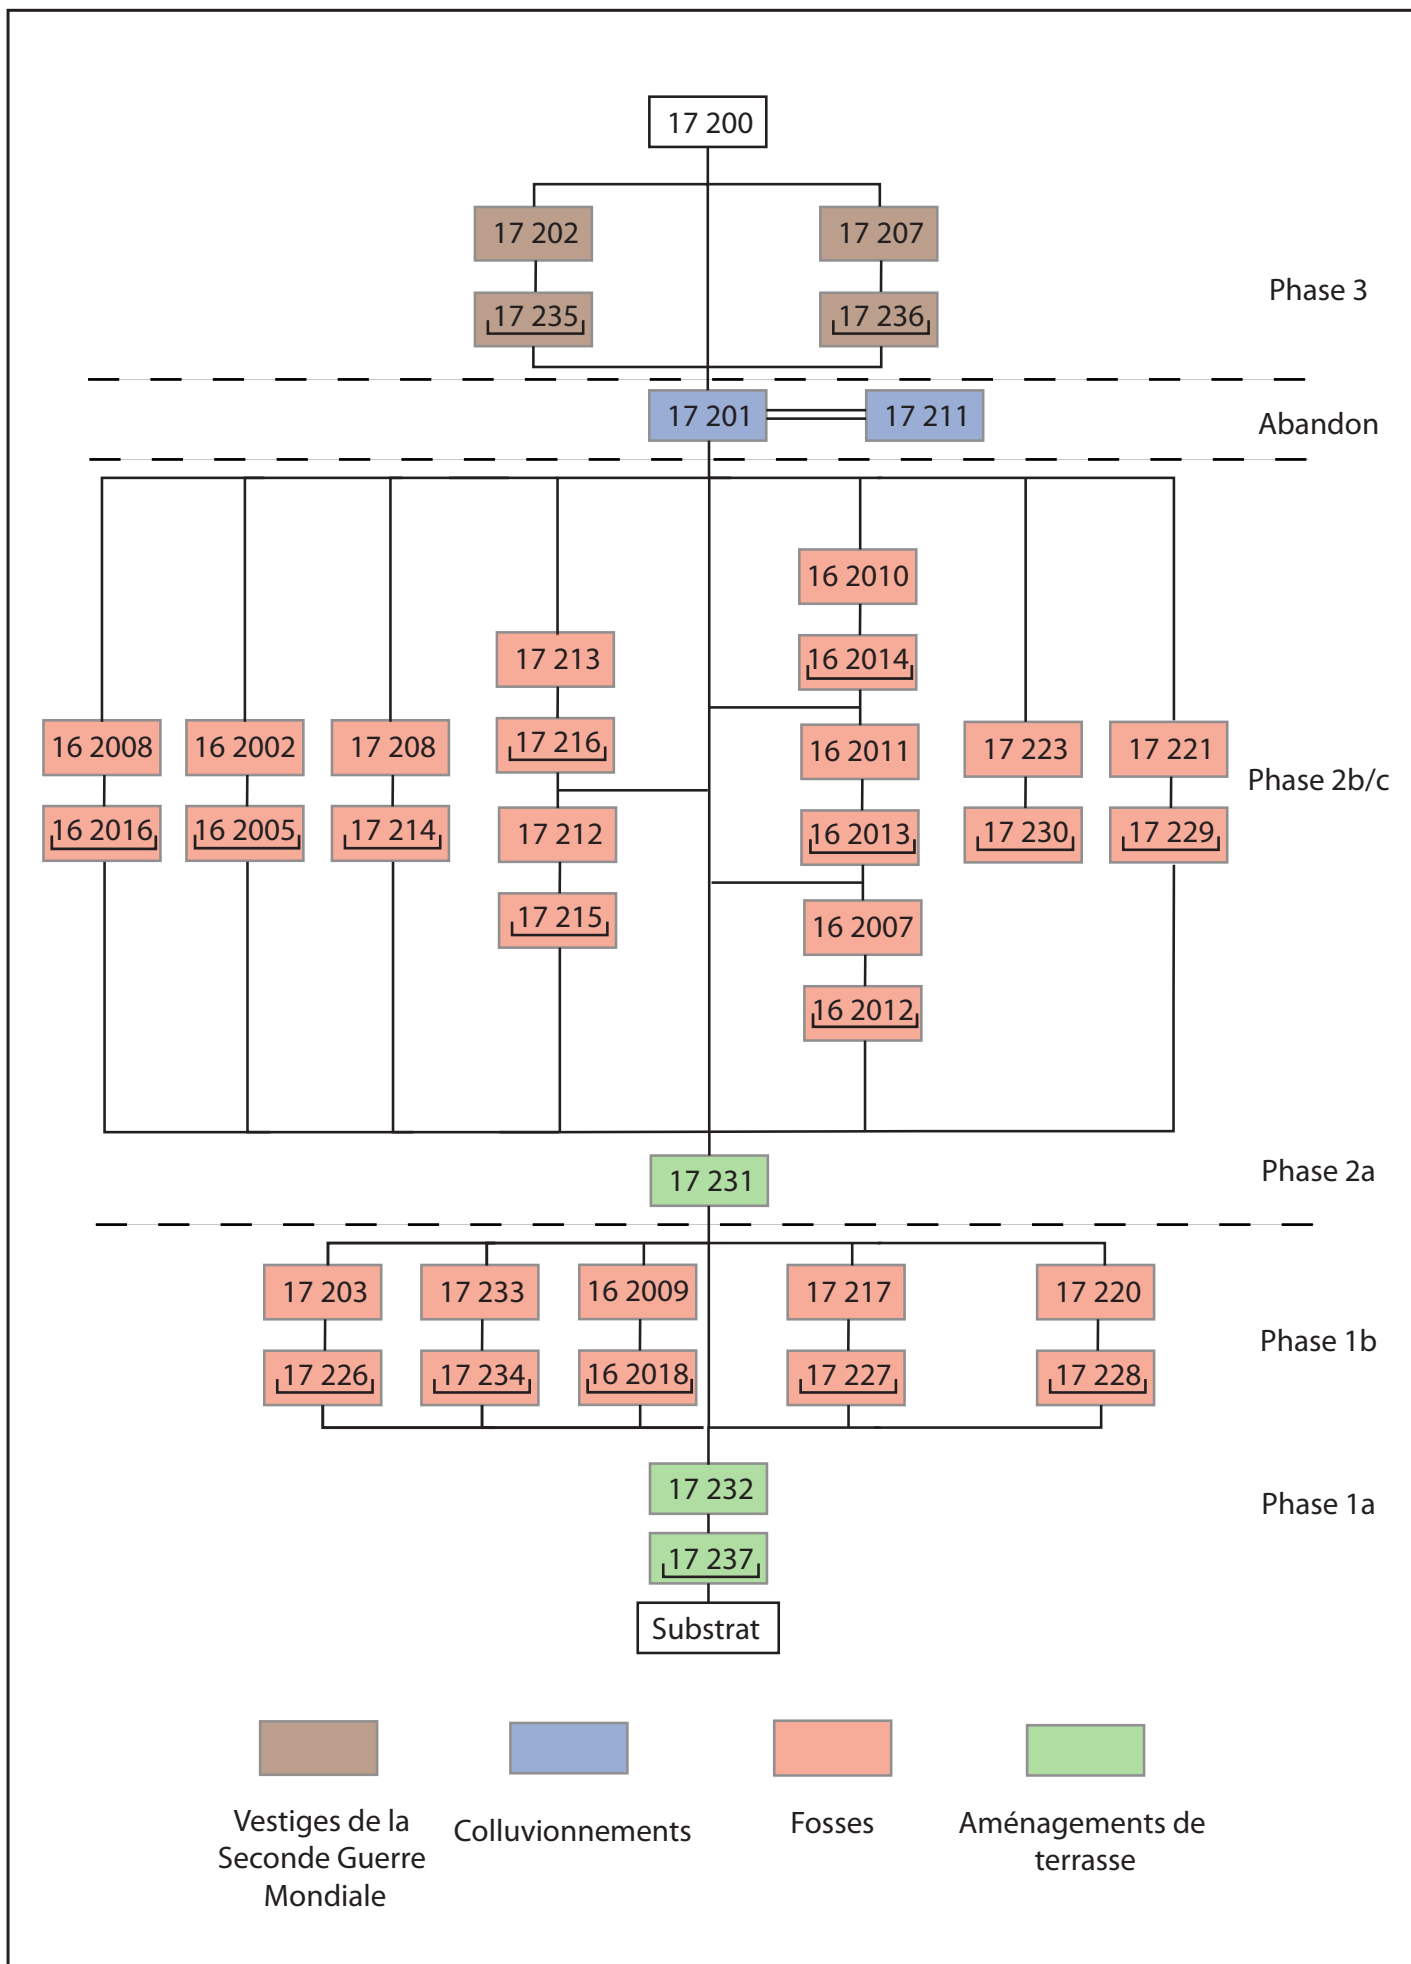 17 200
17 202
17 207
17 235
17 236
Phase 3
17 201
17 211
Abandon
16 2010
17 213
16 2014
16 2008
16 2002
17 208
17 216
16 2011
17 223
17 221
Phase 2b/c
16 2016
16 2005
17 214
17 212
16 2013
17 230
17 229
17 215
16 2007
16 2012
17 231
Phase 2a
17 203
17 233
16 2009
17 217
17 220
Phase 1b
17 226
17 234
16 2018
17 227
17 228
17 232
Phase 1a
17 237
Substrat
Vestiges de la
Seconde Guerre
Mondiale
Colluvionnements
Fosses
Aménagements de
terrasse